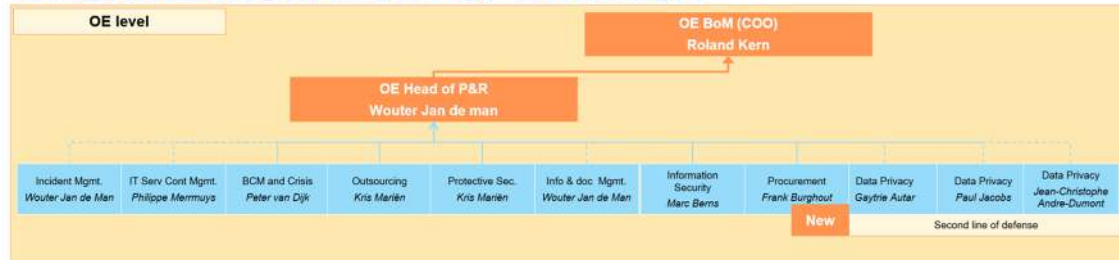 OE level
OE BoM (COO)
Roland Kern
OE Head of P&R
Wouter Jan de man
Incident Mgmt.
Wouter Jan de Man
IT Serv Cont Mgmt.
Philippe Merrmuys
BCM and Crisis
Peter van Dijk
Outsourcing
Kris Mariën
Protective Sec.
Kris Mariën
Info & doc Mgmt.
Wouter Jan de Man
Information
Security
Marc Berns
Procurement
Frank Burghout
Data Privacy
Gaytrie Autar
Data Privacy
Paul Jacobs
Data Privacy
Jean-Christophe
Andre-Dumont
New
Second line of defense